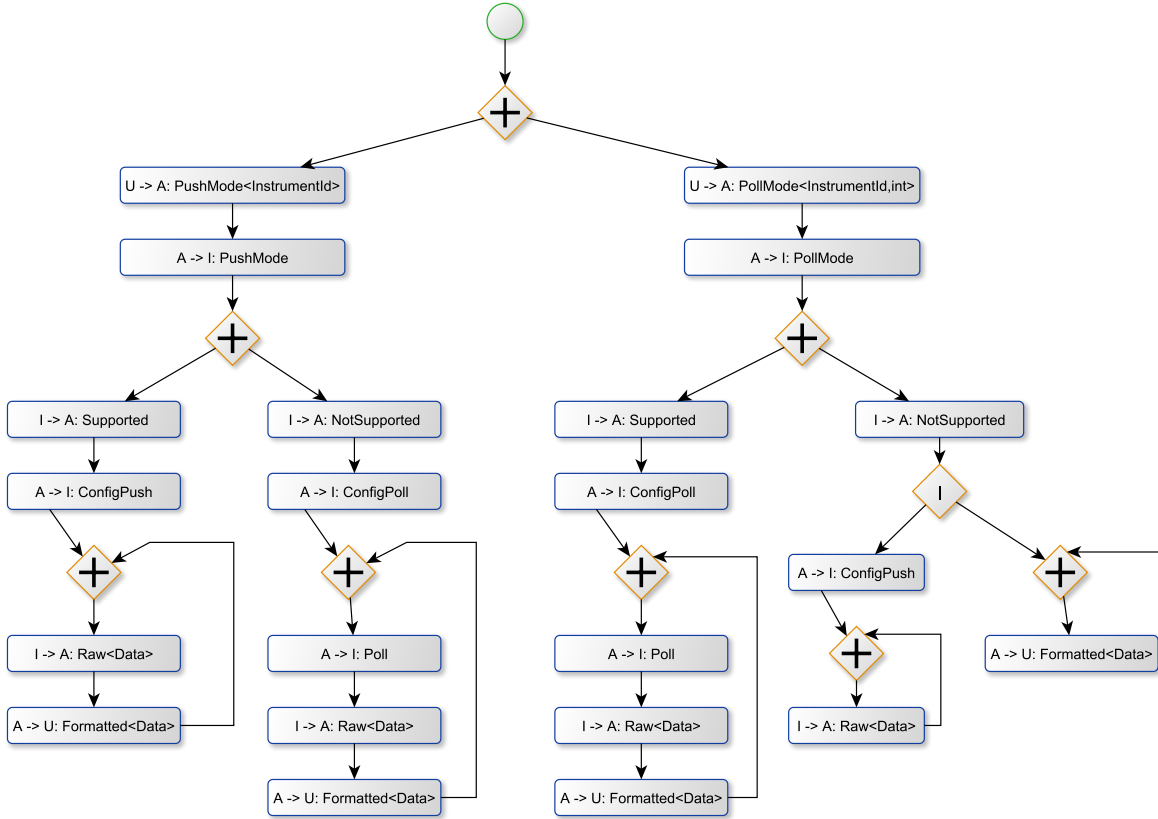 U -> A: PushMode<InstrumentId>
U -> A: PollMode<InstrumentId,int>
A -> I: PushMode
A -> I: PollMode
I -> A: Supported
I -> A: NotSupported
I -> A: Supported
I -> A: NotSupported
A -> I: ConfigPush
A -> I: ConfigPoll
A -> I: ConfigPoll
A -> I: ConfigPush
I -> A: Raw<Data>
A -> I: Poll
A -> I: Poll
A -> U: Formatted<Data>
A -> U: Formatted<Data>
I -> A: Raw<Data>
I -> A: Raw<Data>
I -> A: Raw<Data>
A -> U: Formatted<Data>
A -> U: Formatted<Data>